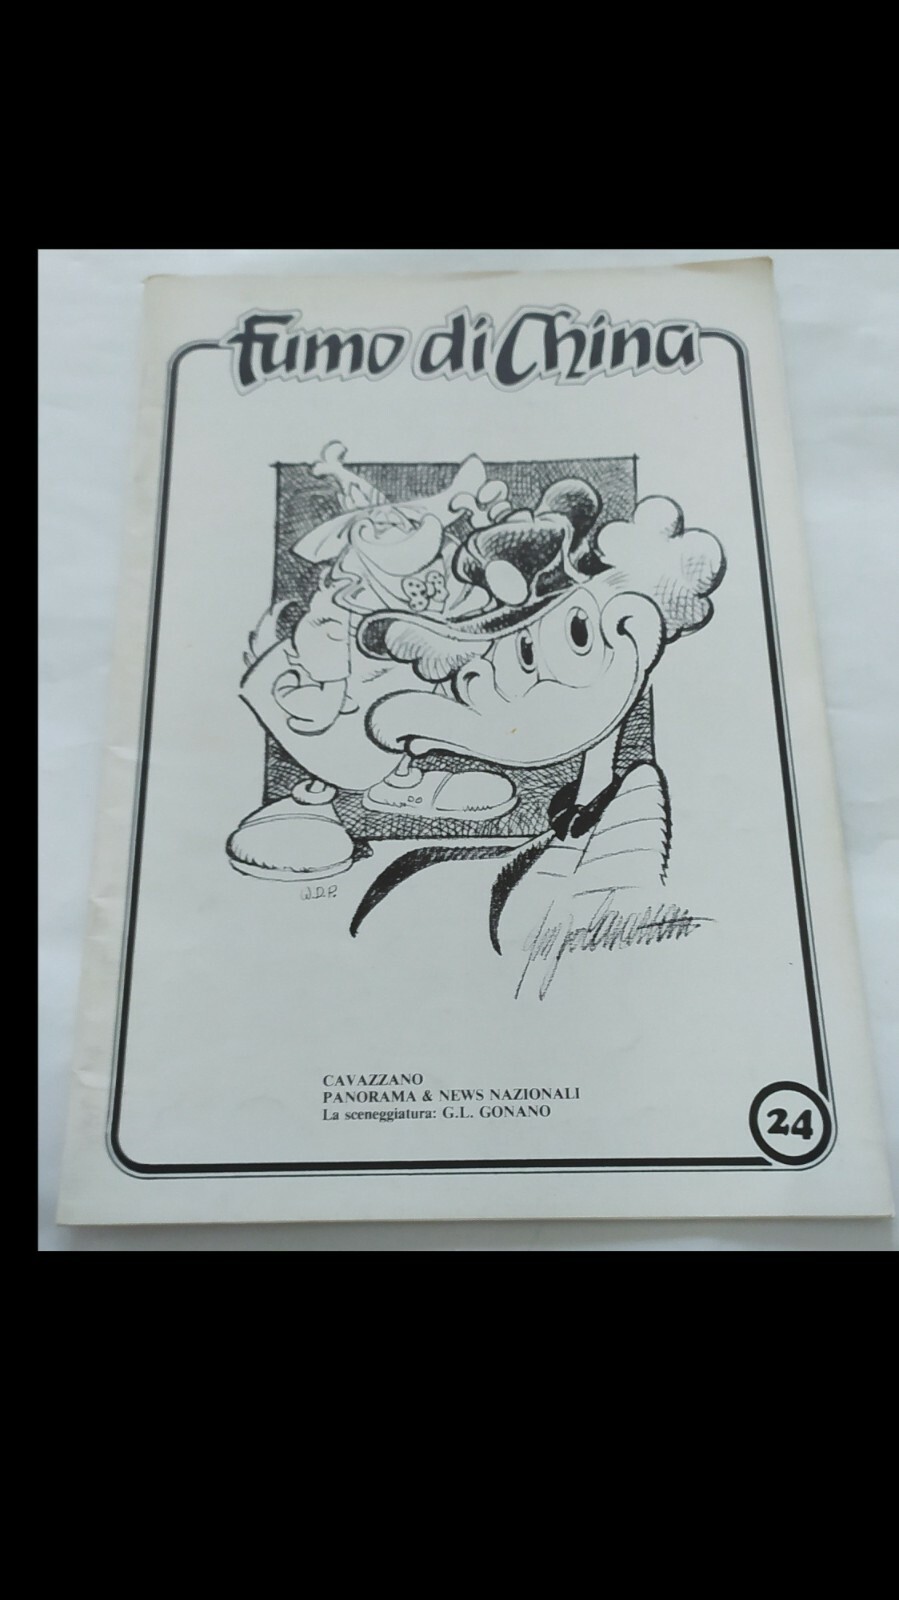 fumo di China
W.D.P.
CAVAZZANO
PANORAMA & NEWS NAZIONALI
La sceneggiatura: G.L. GONANO
24